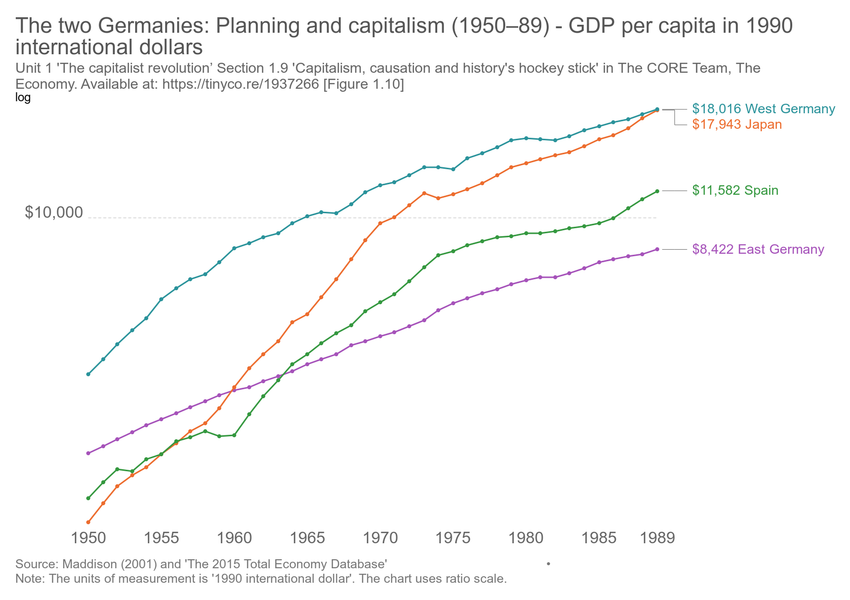 The two Germanies: Planning and capitalism (1950–89) - GDP per capita in 1990
international dollars
Unit 1 'The capitalist revolution’ Section 1.9 'Capitalism, causation and history's hockey stick' in The CORE Team, The
Economy. Available at: https://tinyco.re/1937266 [Figure 1.10]
log
$18,016 West Germany
$17,943 Japan
$11,582 Spain
$10,000
$8,422 East Germany
1950 1955 1960 1965 1970 1975 1980 1985 1989
Source: Maddison (2001) and 'The 2015 Total Economy Database'
Note: The units of measurement is '1990 international dollar'. The chart uses ratio scale.